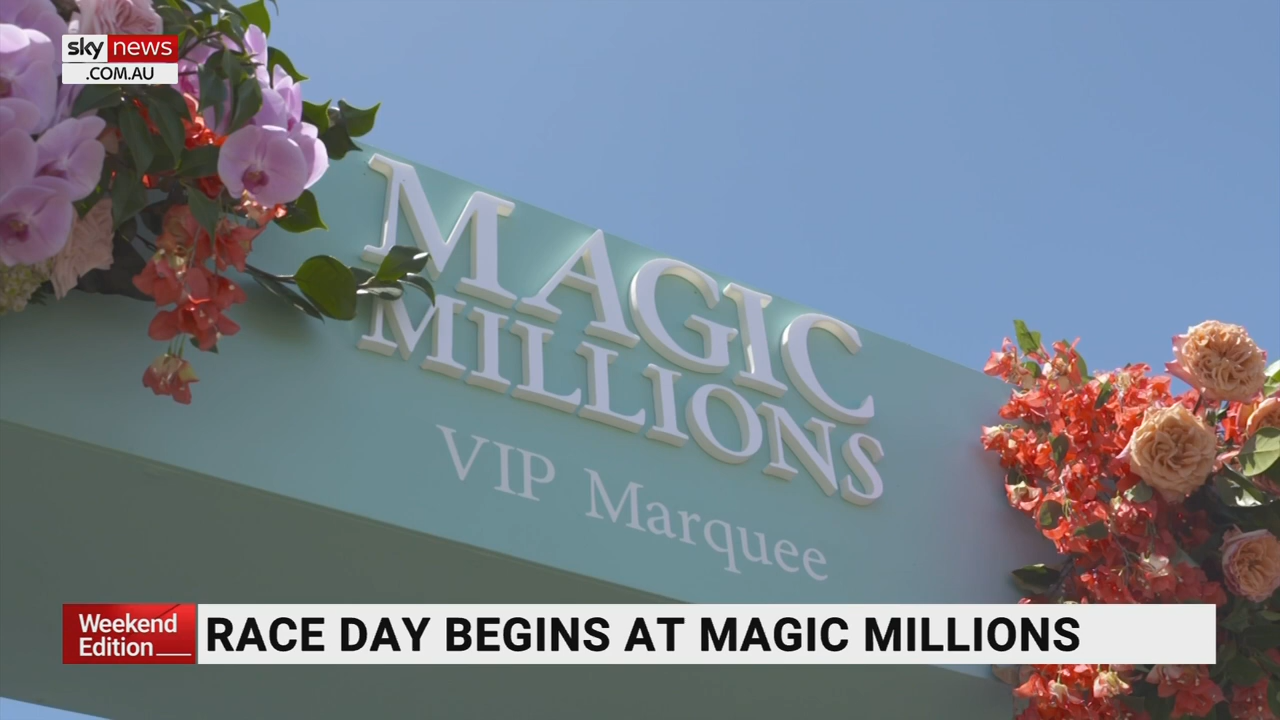 sky news
.COM.AU
MAGIC
MILLIONS
VIP Marquee
Weekend
Edition
RACE DAY BEGINS AT MAGIC MILLIONS